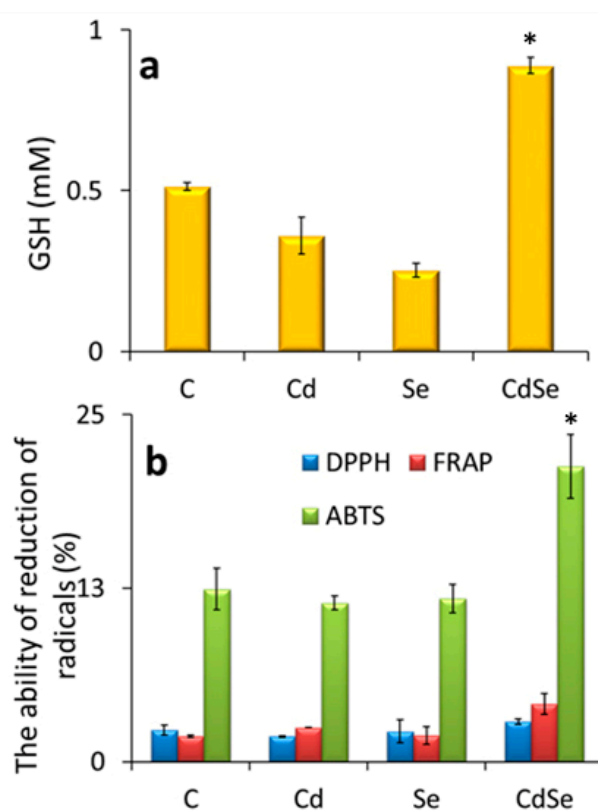 1
*
a
GSH (mM)
0.5
0
C Cd Se CdSe
25
*
b
DPPH FRAP
ABTS
The ability of reduction of
radicals (%)
13
0
C Cd Se CdSe